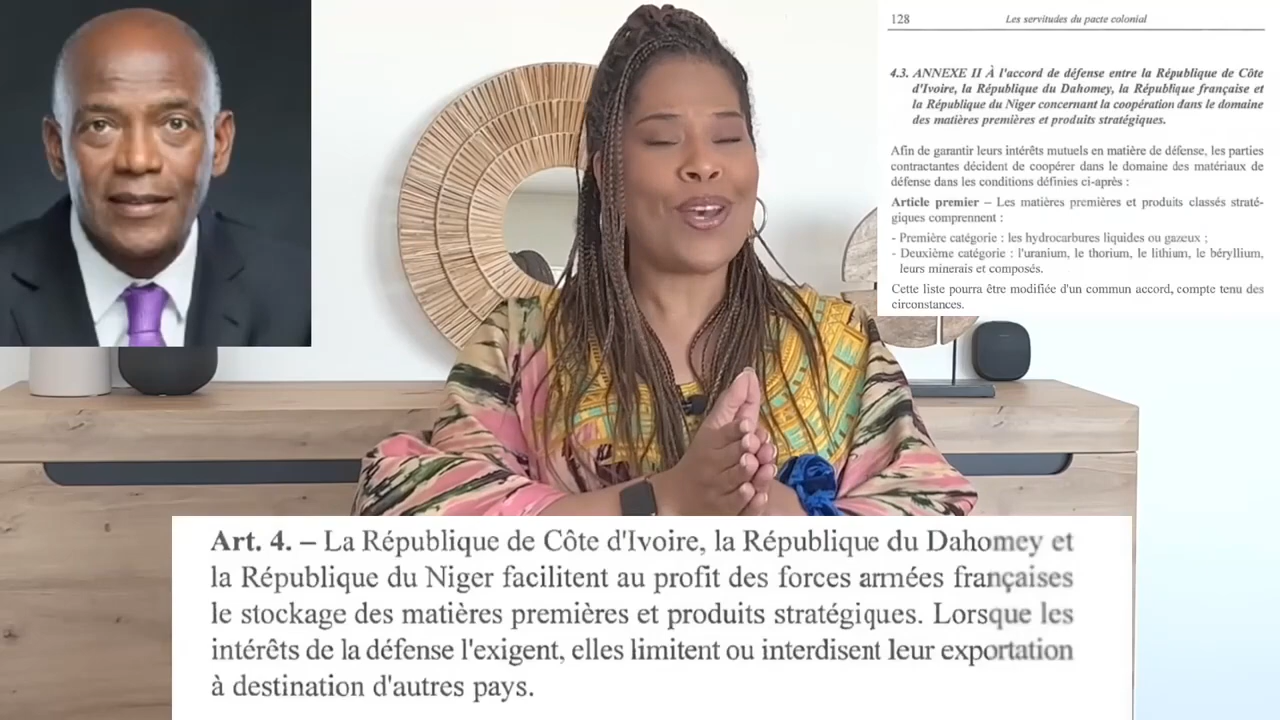 128
Les servitudes du pacte colonial
4.3. ANNEXE II À l'accord de défense entre la République de Côte
d'Ivoire, la République du Dahomey, la République française et
la République du Niger concernant la coopération dans le domaine
des matières premières et produits stratégiques.
Afin de garantir leurs intérêts mutuels en matière de défense, les parties
contractantes décident de coopérer dans le domaine des matériaux de
défense dans les conditions définies ci-après :
Article premier – Les matières premières et produits classés straté-
giques comprennent :
- Première catégorie : les hydrocarbures liquides ou gazeux ;
- Deuxième catégorie : l'uranium, le thorium, le lithium, le béryllium,
leurs minerais et composés.
Cette liste pourra être modifiée d'un commun accord, compte tenu des
circonstances.
Art. 4. – La République de Côte d'Ivoire, la République du Dahomey et
la République du Niger facilitent au profit des forces armées françaises
le stockage des matières premières et produits stratégiques. Lorsque les
intérêts de la défense l'exigent, elles limitent ou interdisent leur exportation
à destination d'autres pays.